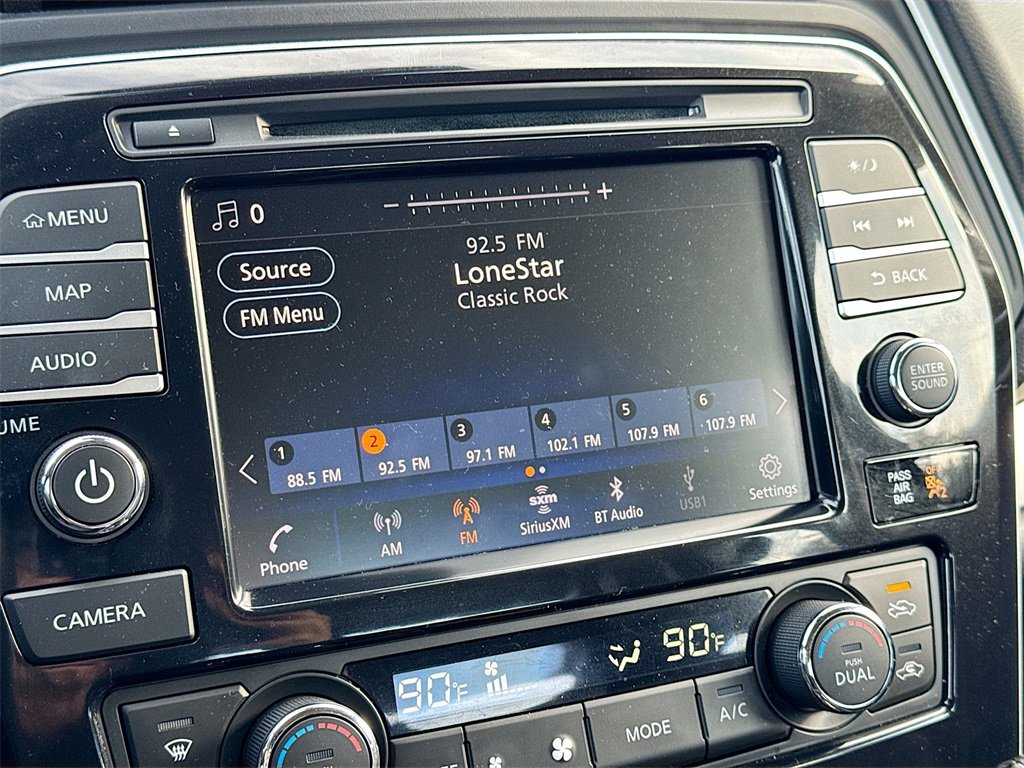 MENU
MAP
AUDIO
UME
CAMERA
0
− +
Source
FM Menu
92.5 FM
LoneStar
Classic Rock
1 88.5 FM
2 92.5 FM
3 97.1 FM
4 102.1 FM
5 107.9 FM
6 107.9 FM
Phone
AM
FM
sxm
SiriusXM
BT Audio
USB1
Settings
BACK
ENTER
SOUND
PASS
AIR
BAG
OFF
2
90°F
90°F
PUSH
DUAL
MODE
A/C